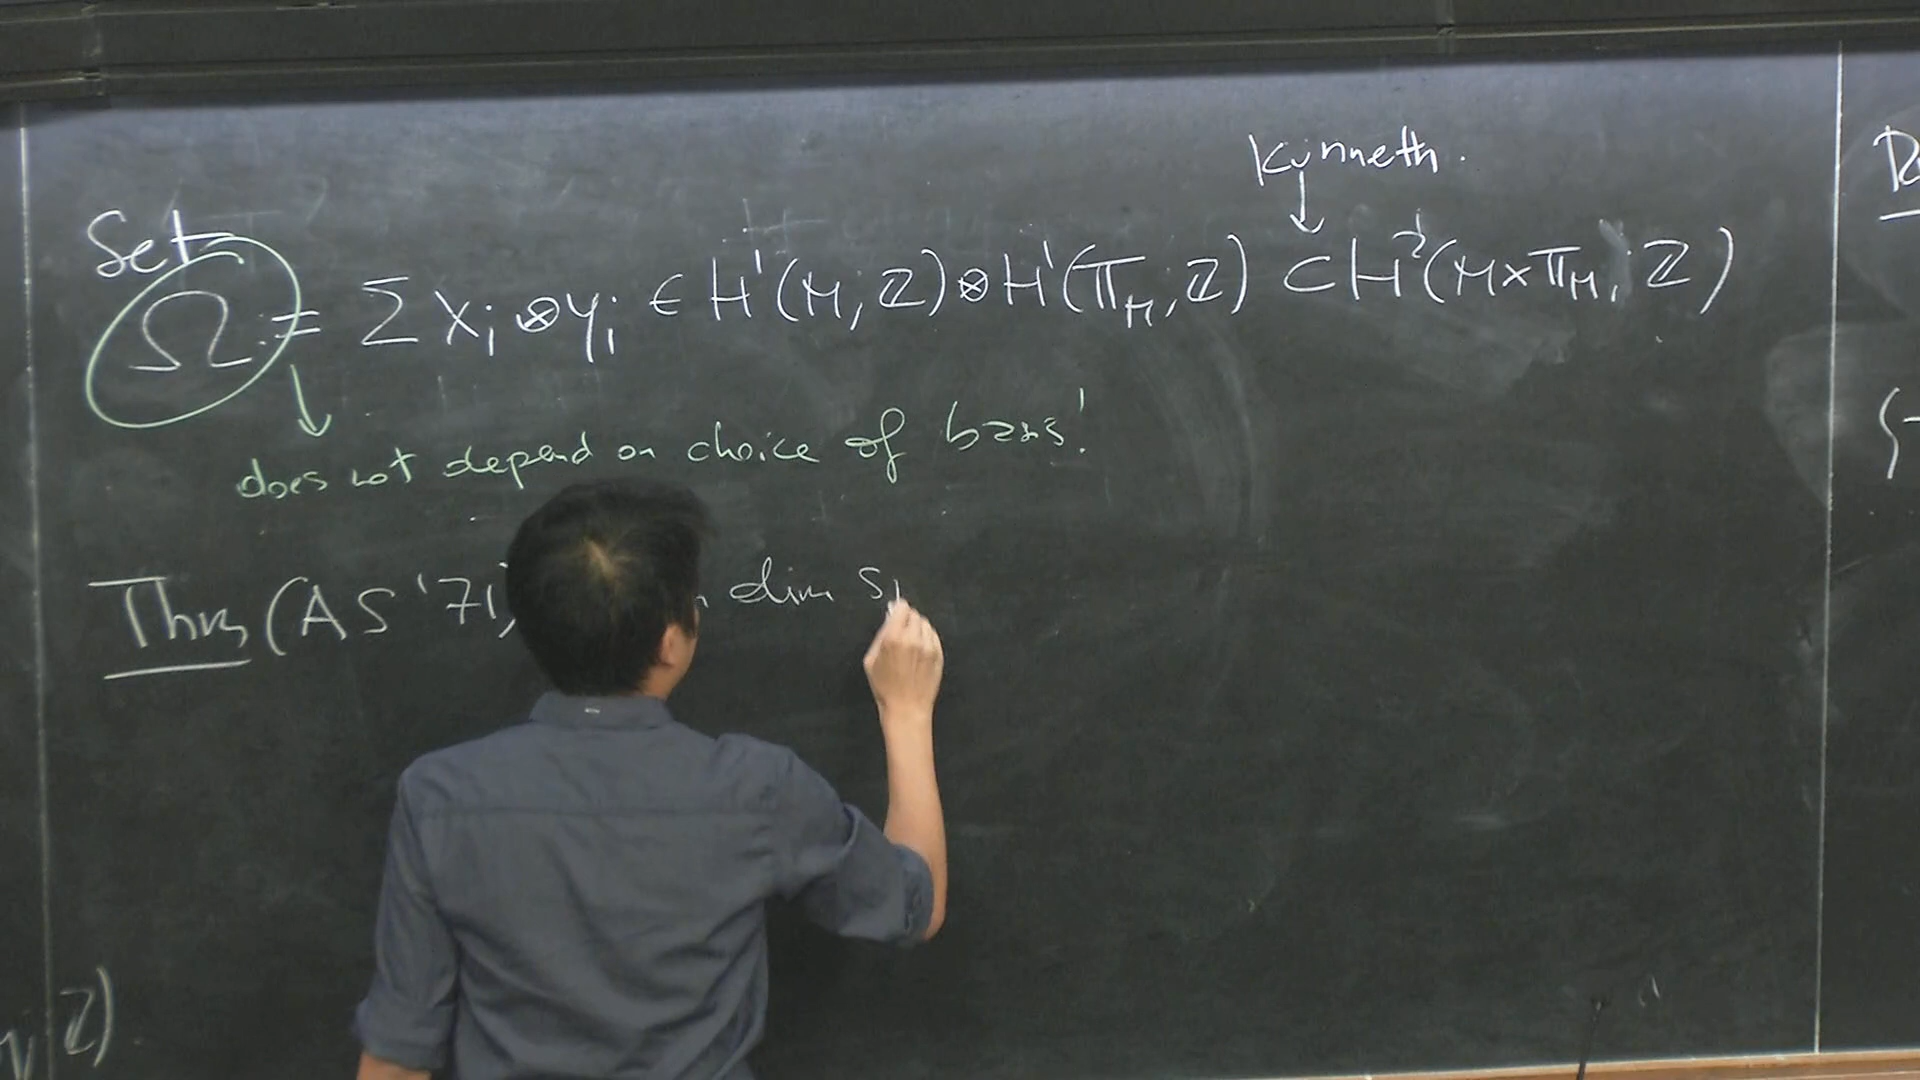 Künneth.
↓
Set
Ω := Σ xᵢ ⊗ yᵢ ∈ H¹(M, ℤ) ⊗ H¹(𝕋_M, ℤ) ⊂ H²(M × 𝕋_M; ℤ)
↓
does not depend on choice of basis!
Thm (AS '71) dim
ℤ)